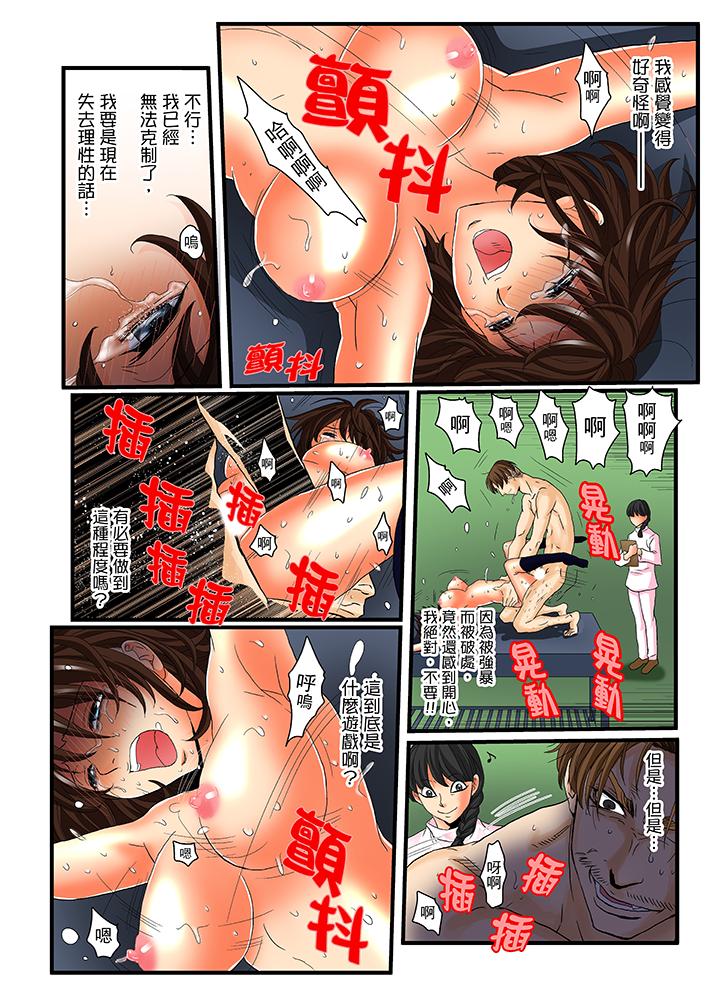 我感覺變得
好奇怪啊——
啊啊
顫抖
哈啊啊啊
顫抖
不行…
我已經
無法克制了，
我要是現在
失去理性的話…
嗚
啊啊啊
啊
啊嗯
啊嗯
啊
啊
晃動
晃動
晃動
因為被強暴
而被破處，
竟然還感到開心，
我絕對，不要!!
啊
啊
啊
啊
插
插
插
插
插
插
有必要做到
這種程度嗎？
但是…但是…
呀啊
啊
插
插
插
這到底是
什麼遊戲啊？
呼嗚
嗯
嗯
顫抖